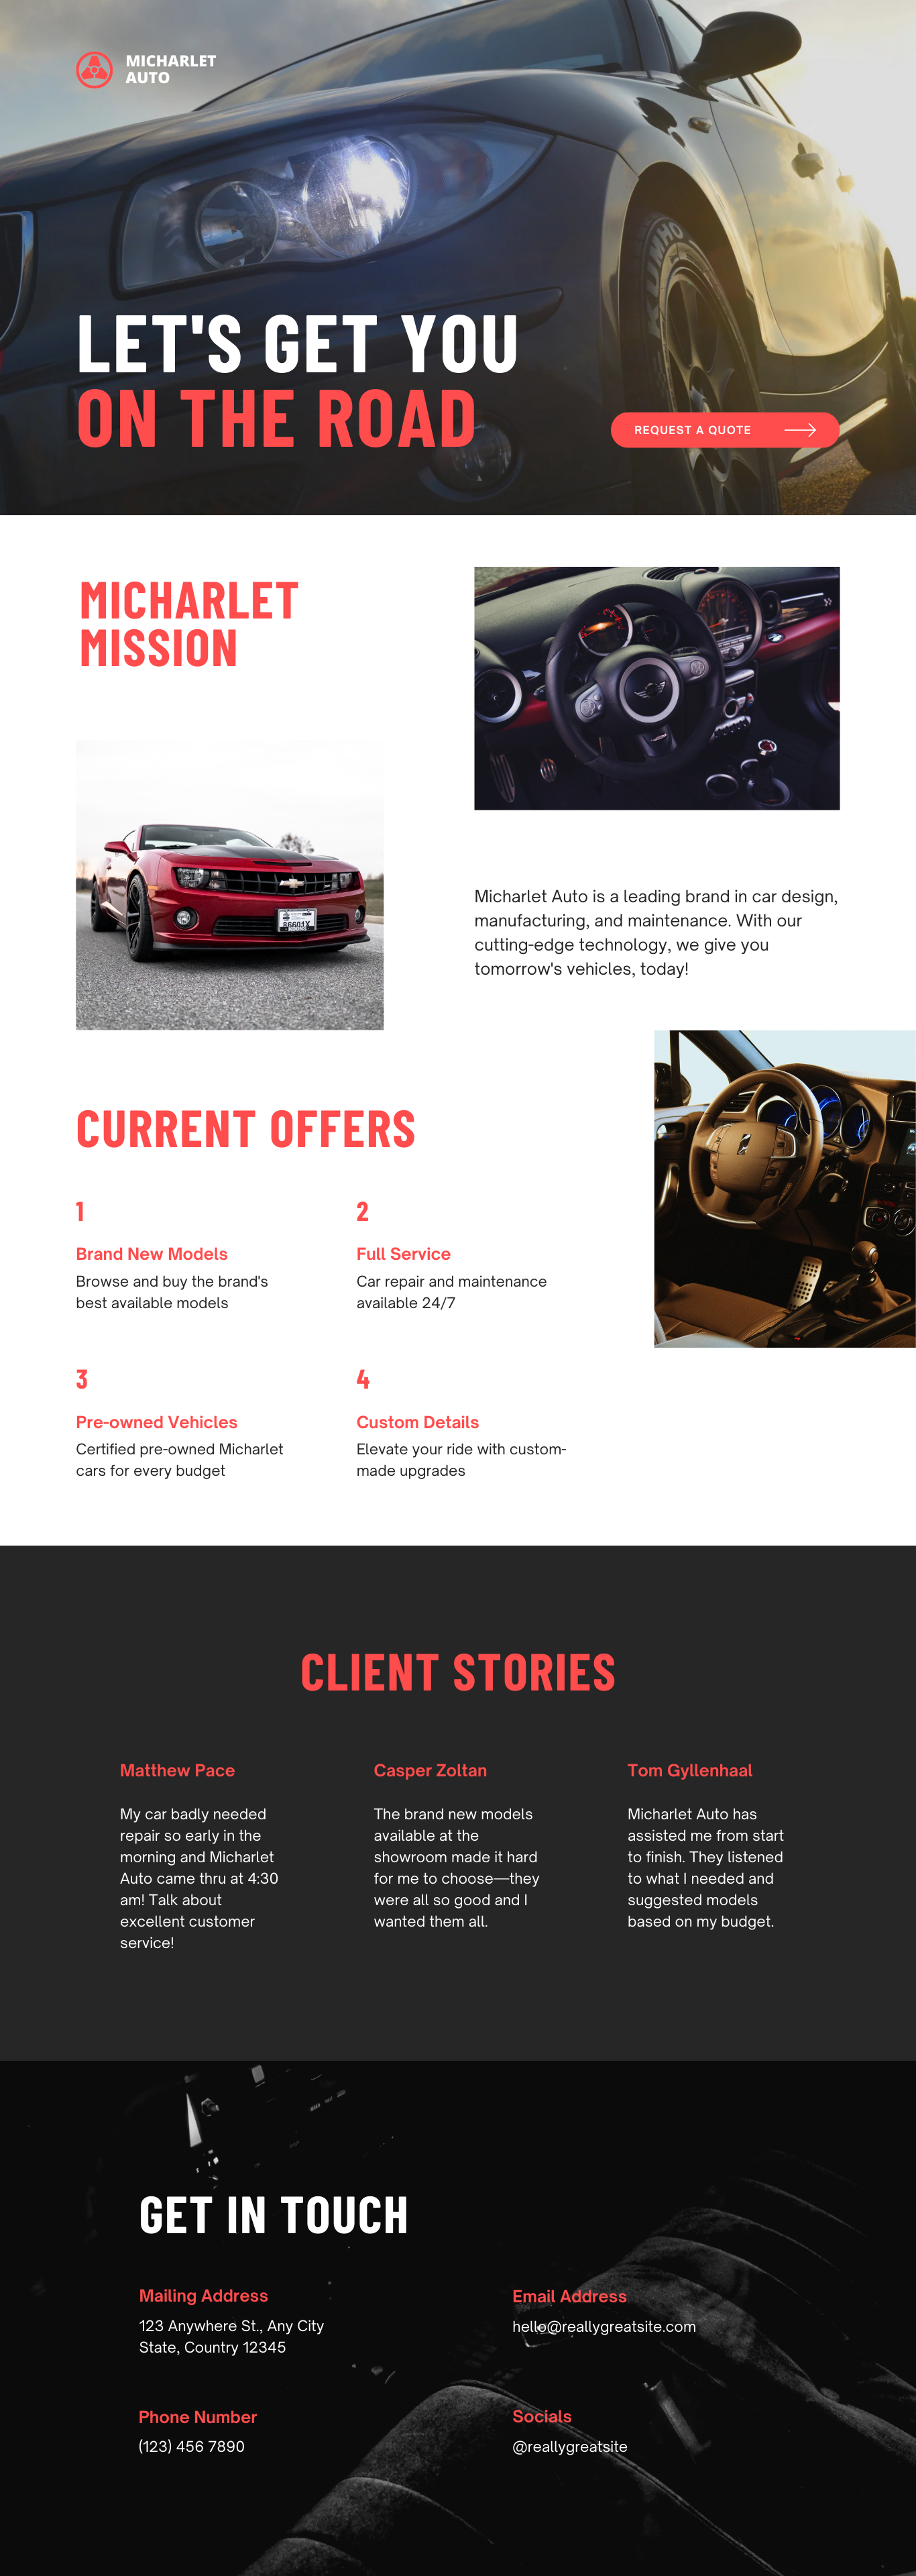 MICHARLET
AUTO
KUMHO
LET'S GET YOU
ON THE ROAD
REQUEST A QUOTE
MICHARLET
MISSION
Micharlet Auto is a leading brand in car design,
manufacturing, and maintenance. With our
cutting-edge technology, we give you
tomorrow's vehicles, today!
CURRENT OFFERS
1
Brand New Models
Browse and buy the brand's
best available models
2
Full Service
Car repair and maintenance
available 24/7
3
Pre-owned Vehicles
Certified pre-owned Micharlet
cars for every budget
4
Custom Details
Elevate your ride with custom-
made upgrades
CLIENT STORIES
Matthew Pace
My car badly needed
repair so early in the
morning and Micharlet
Auto came thru at 4:30
am! Talk about
excellent customer
service!
Casper Zoltan
The brand new models
available at the
showroom made it hard
for me to choose—they
were all so good and I
wanted them all.
Tom Gyllenhaal
Micharlet Auto has
assisted me from start
to finish. They listened
to what I needed and
suggested models
based on my budget.
GET IN TOUCH
Mailing Address
123 Anywhere St., Any City
State, Country 12345
Email Address
hello@reallygreatsite.com
Phone Number
(123) 456 7890
Socials
@reallygreatsite